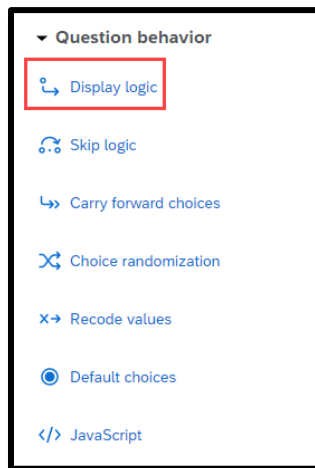 Question behavior
Display logic
Skip logic
Carry forward choices
Choice randomization
Recode values
Default choices
JavaScript